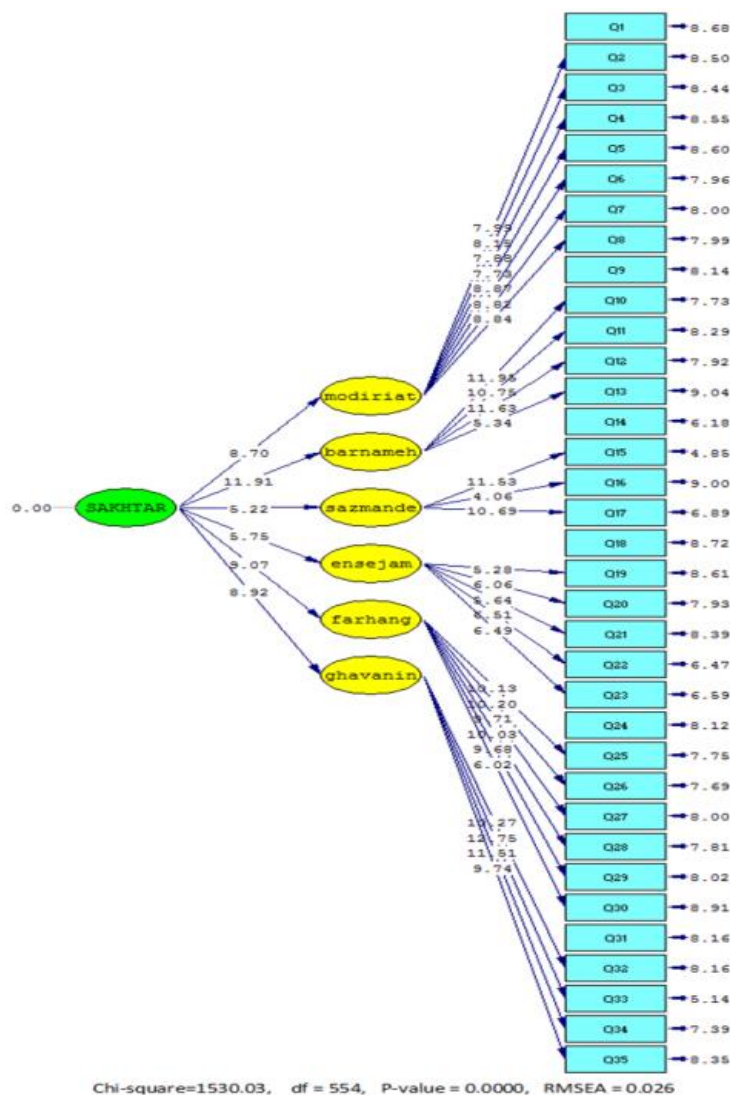 Q1 8.68
Q2 8.50
Q3 8.44
Q4 8.55
Q5 8.60
Q6 7.96
Q7 8.00
Q8 7.99
Q9 8.14
Q10 7.73
Q11 8.29
Q12 7.92
Q13 9.04
Q14 6.18
Q15 4.85
Q16 9.00
Q17 6.89
Q18 8.72
Q19 8.61
Q20 7.93
Q21 8.39
Q22 6.47
Q23 6.59
Q24 8.12
Q25 7.75
Q26 7.69
Q27 8.00
Q28 7.81
Q29 8.02
Q30 8.91
Q31 8.16
Q32 8.16
Q33 5.14
Q34 7.39
Q35 8.35
7.99
8.15
7.73
8.87
8.82
8.84
11.98
10.75
11.63
5.34
11.53
4.06
10.69
5.28
6.06
6.49
10.13
10.20
9.71
10.03
9.68
6.02
12.75
11.51
9.74
modiriat
barnameh
sazmande
ensejam
farhang
ghavanin
8.70
11.91
5.22
5.75
9.07
8.92
0.00 SAKHTAR
Chi-square=1530.03, df = 554, P-value = 0.0000, RMSEA = 0.026